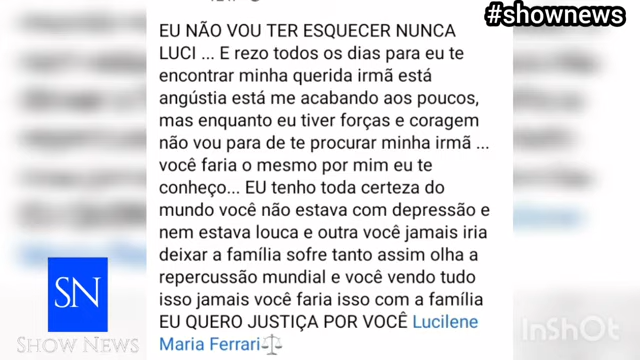 #shownews
EU NÃO VOU TER ESQUECER NUNCA
LUCI ... E rezo todos os dias para eu te
encontrar minha querida irmã está
angústia está me acabando aos poucos,
mas enquanto eu tiver forças e coragem
não vou para de te procurar minha irmã ...
você faria o mesmo por mim eu te
conheço... EU tenho toda certeza do
mundo você não estava com depressão e
nem estava louca e outra você jamais iria
deixar a família sofre tanto assim olha a
repercussão mundial e você vendo tudo
isso jamais você faria isso com a família
EU QUERO JUSTIÇA POR VOCÊ Lucilene
Maria Ferrari
SN
SHOW NEWS
InShOt